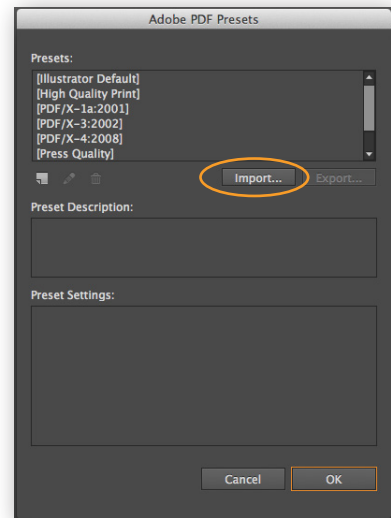 Adobe PDF Presets
Presets:
[Illustrator Default]
[High Quality Print]
[PDF/X-1a:2001]
[PDF/X-3:2002]
[PDF/X-4:2008]
[Press Quality]
Import... Export...
Preset Description:
Preset Settings:
Cancel OK